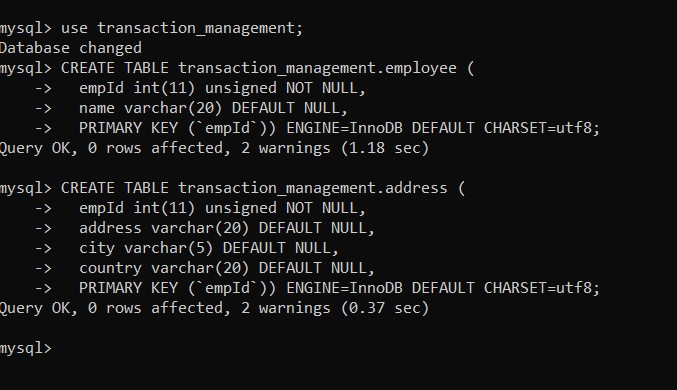 mysql> use transaction_management;
Database changed
mysql> CREATE TABLE transaction_management.employee (
    ->   empId int(11) unsigned NOT NULL,
    ->   name varchar(20) DEFAULT NULL,
    ->   PRIMARY KEY (`empId`)) ENGINE=InnoDB DEFAULT CHARSET=utf8;
Query OK, 0 rows affected, 2 warnings (1.18 sec)

mysql> CREATE TABLE transaction_management.address (
    ->   empId int(11) unsigned NOT NULL,
    ->   address varchar(20) DEFAULT NULL,
    ->   city varchar(5) DEFAULT NULL,
    ->   country varchar(20) DEFAULT NULL,
    ->   PRIMARY KEY (`empId`)) ENGINE=InnoDB DEFAULT CHARSET=utf8;
Query OK, 0 rows affected, 2 warnings (0.37 sec)

mysql>